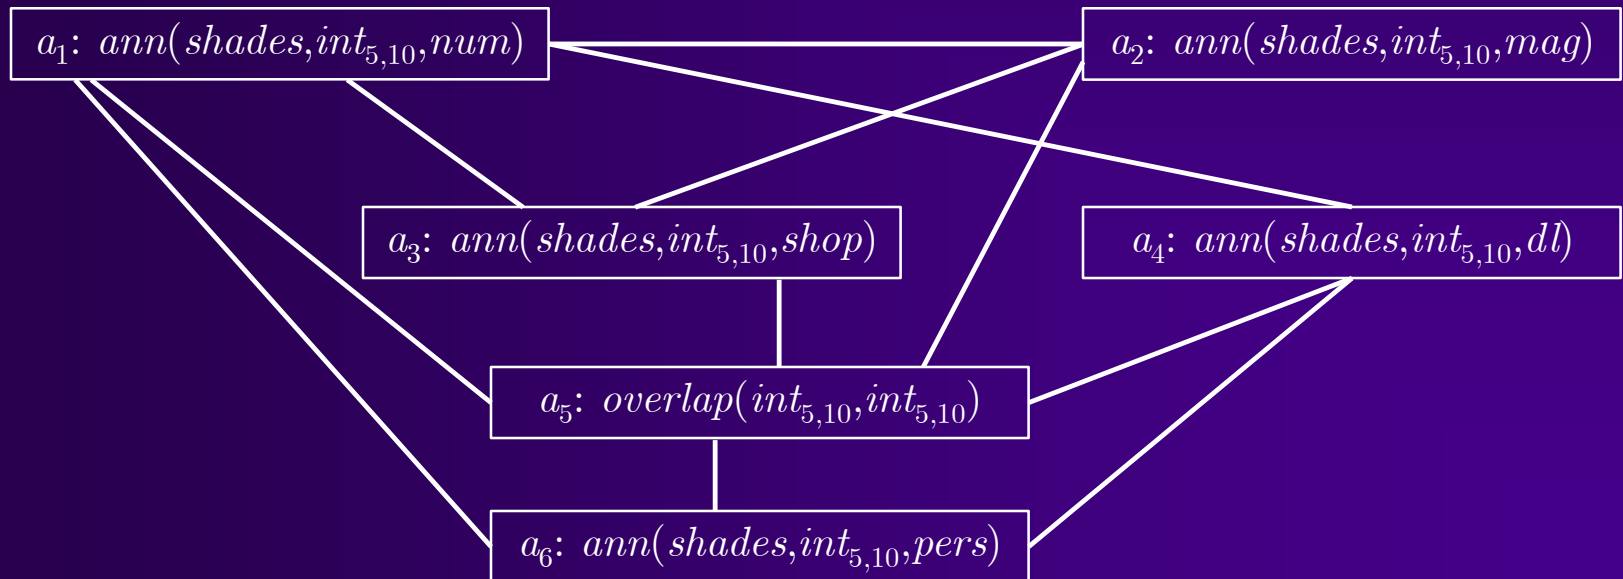 a₁: ann(shades,int₅,₁₀,num)
a₂: ann(shades,int₅,₁₀,mag)
a₃: ann(shades,int₅,₁₀,shop)
a₄: ann(shades,int₅,₁₀,dl)
a₅: overlap(int₅,₁₀,int₅,₁₀)
a₆: ann(shades,int₅,₁₀,pers)